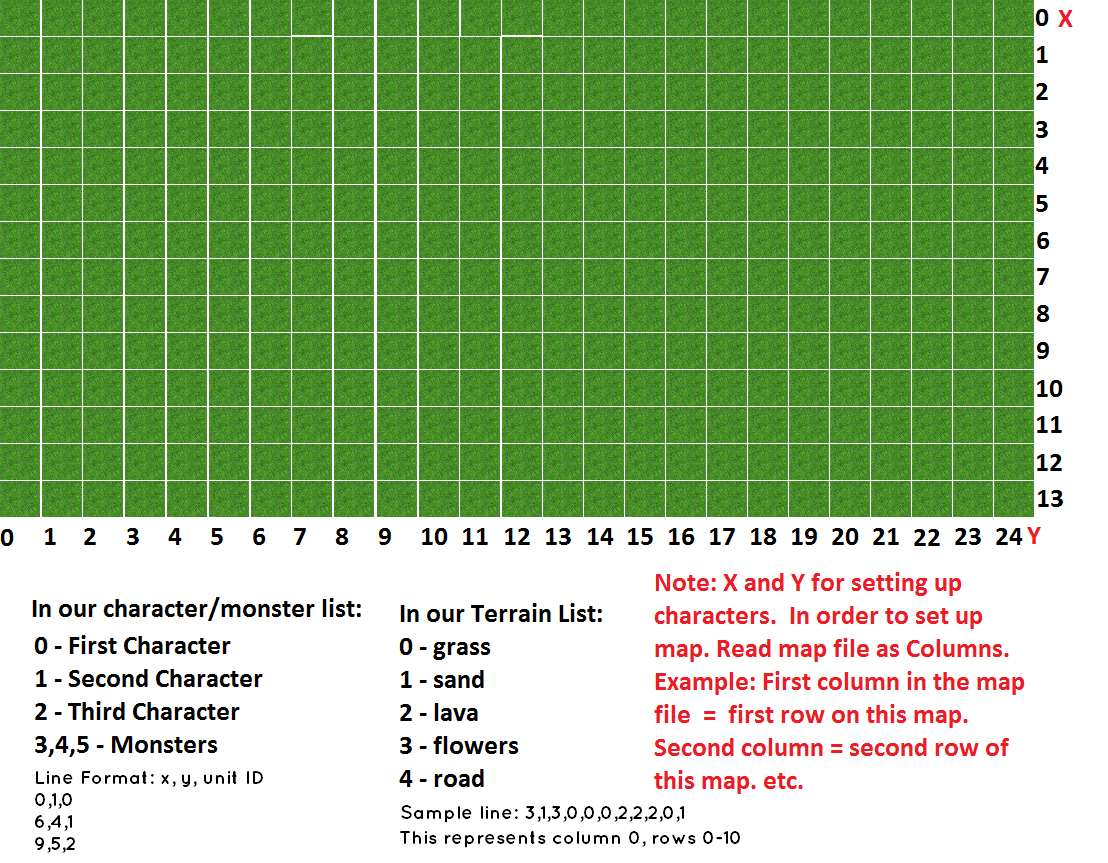 0 X
1
2
3
4
5
6
7
8
9
10
11
12
13
0 1 2 3 4 5 6 7 8 9 10 11 12 13 14 15 16 17 18 19 20 21 22 23 24 Y
In our character/monster list:
0 - First Character
1 - Second Character
2 - Third Character
3,4,5 - Monsters
Line Format: x, y, unit ID
0,1,0
6,4,1
9,5,2
In our Terrain List:
0 - grass
1 - sand
2 - lava
3 - flowers
4 - road
Sample line: 3,1,3,0,0,0,2,2,2,0,1
This represents column 0, rows 0-10
Note: X and Y for setting up
characters.  In order to set up
map. Read map file as Columns.
Example: First column in the map
file  =  first row on this map.
Second column = second row of
this map. etc.